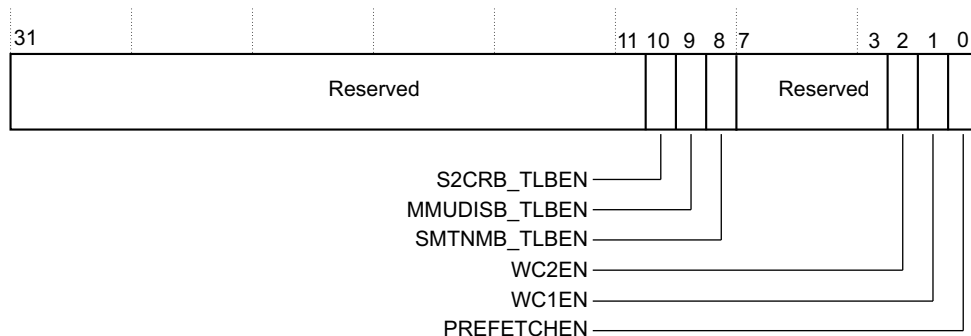 31 11 10 9 8 7 3 2 1 0
Reserved Reserved
S2CRB_TLBEN
MMUDISB_TLBEN
SMTNMB_TLBEN
WC2EN
WC1EN
PREFETCHEN